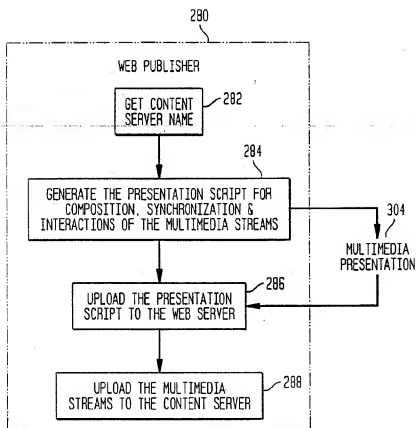 280
WEB PUBLISHER
GET CONTENT
SERVER NAME
282
284
GENERATE THE PRESENTATION SCRIPT FOR
COMPOSITION, SYNCHRONIZATION &
INTERACTIONS OF THE MULTIMEDIA STREAMS
304
MULTIMEDIA
PRESENTATION
286
UPLOAD THE PRESENTATION
SCRIPT TO THE WEB SERVER
UPLOAD THE MULTIMEDIA
STREAMS TO THE CONTENT SERVER
288